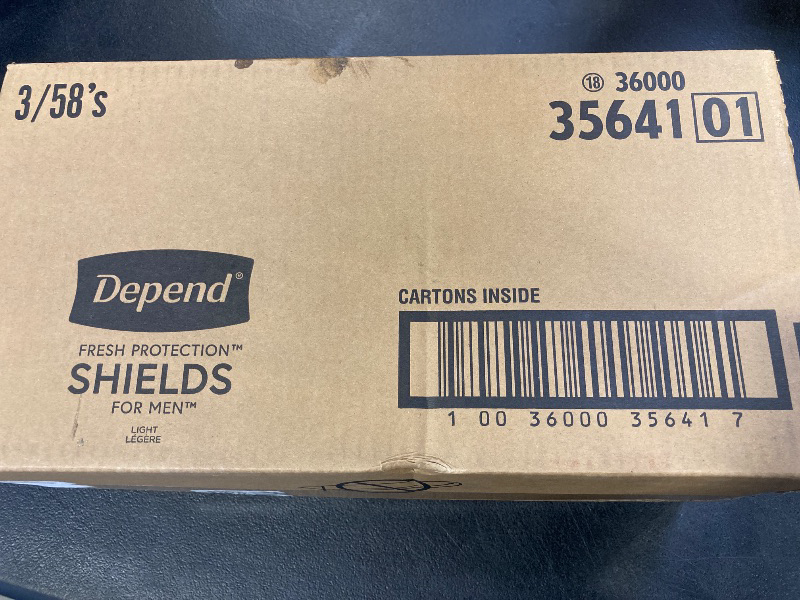 3/58's
⑱ 36000
35641 01
Depend®
FRESH PROTECTION™
SHIELDS
FOR MEN™
LIGHT
LÉGÈRE
CARTONS INSIDE
1 00 36000 35641 7